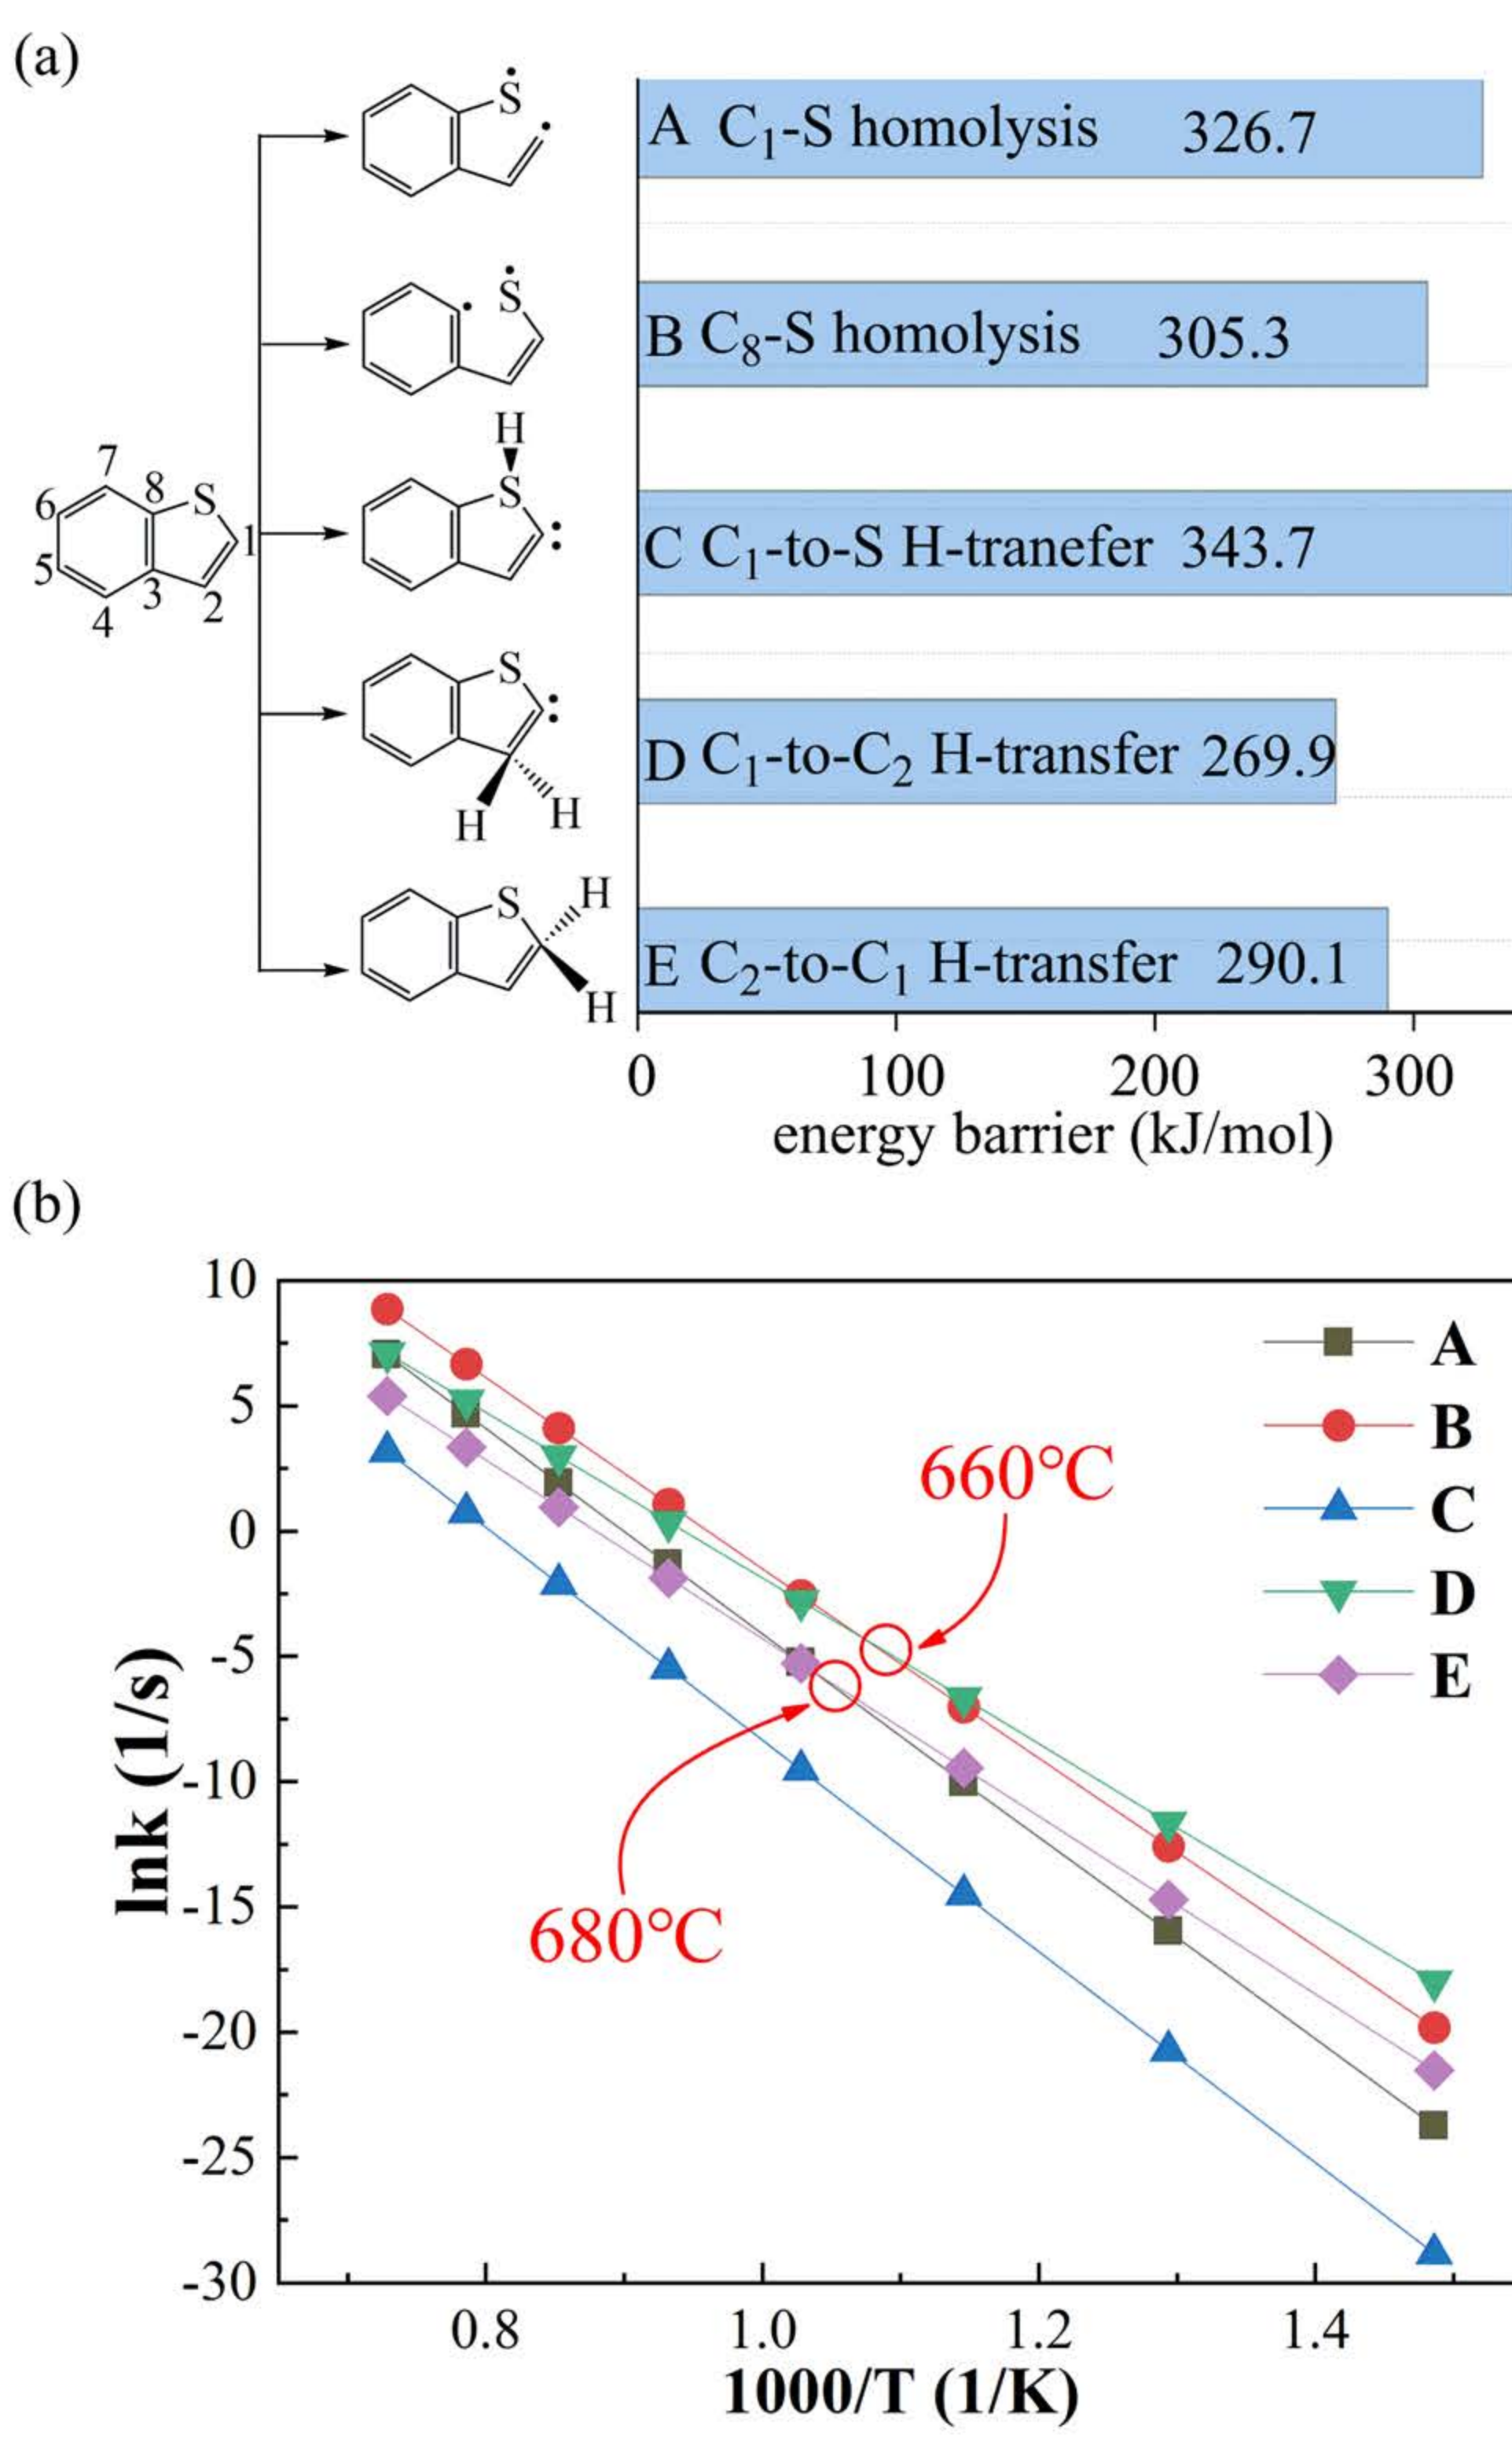 (a)
S
A C₁-S homolysis 326.7
S
B C₈-S homolysis 305.3
H
S
C C₁-to-S H-tranefer 343.7
7
8
S
6
1
5
3
2
4
S
H
H
D C₁-to-C₂ H-transfer 269.9
S
H
H
E C₂-to-C₁ H-transfer 290.1
0 100 200 300
energy barrier (kJ/mol)
(b)
10
5
0
-5
-10
-15
-20
-25
-30
lnk (1/s)
A
B
C
D
E
660°C
680°C
0.8 1.0 1.2 1.4
1000/T (1/K)